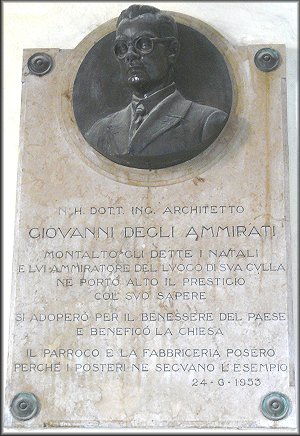 N. H. DOTT. ING. ARCHITETTO
GIOVANNI DEGLI AMMIRATI
MONTALTO GLI DETTE I NATALI
E LVI AMMIRATORE DEL LVOGO DI SVA CVLLA
NE PORTÒ ALTO IL PRESTIGIO
COL SVO SAPERE
SI ADOPERÒ PER IL BENESSERE DEL PAESE
E BENEFICÒ LA CHIESA
IL PARROCO E LA FABBRICERIA POSERO
PERCHÈ I POSTERI NE SEGVANO L'ESEMPIO
24-6-1953